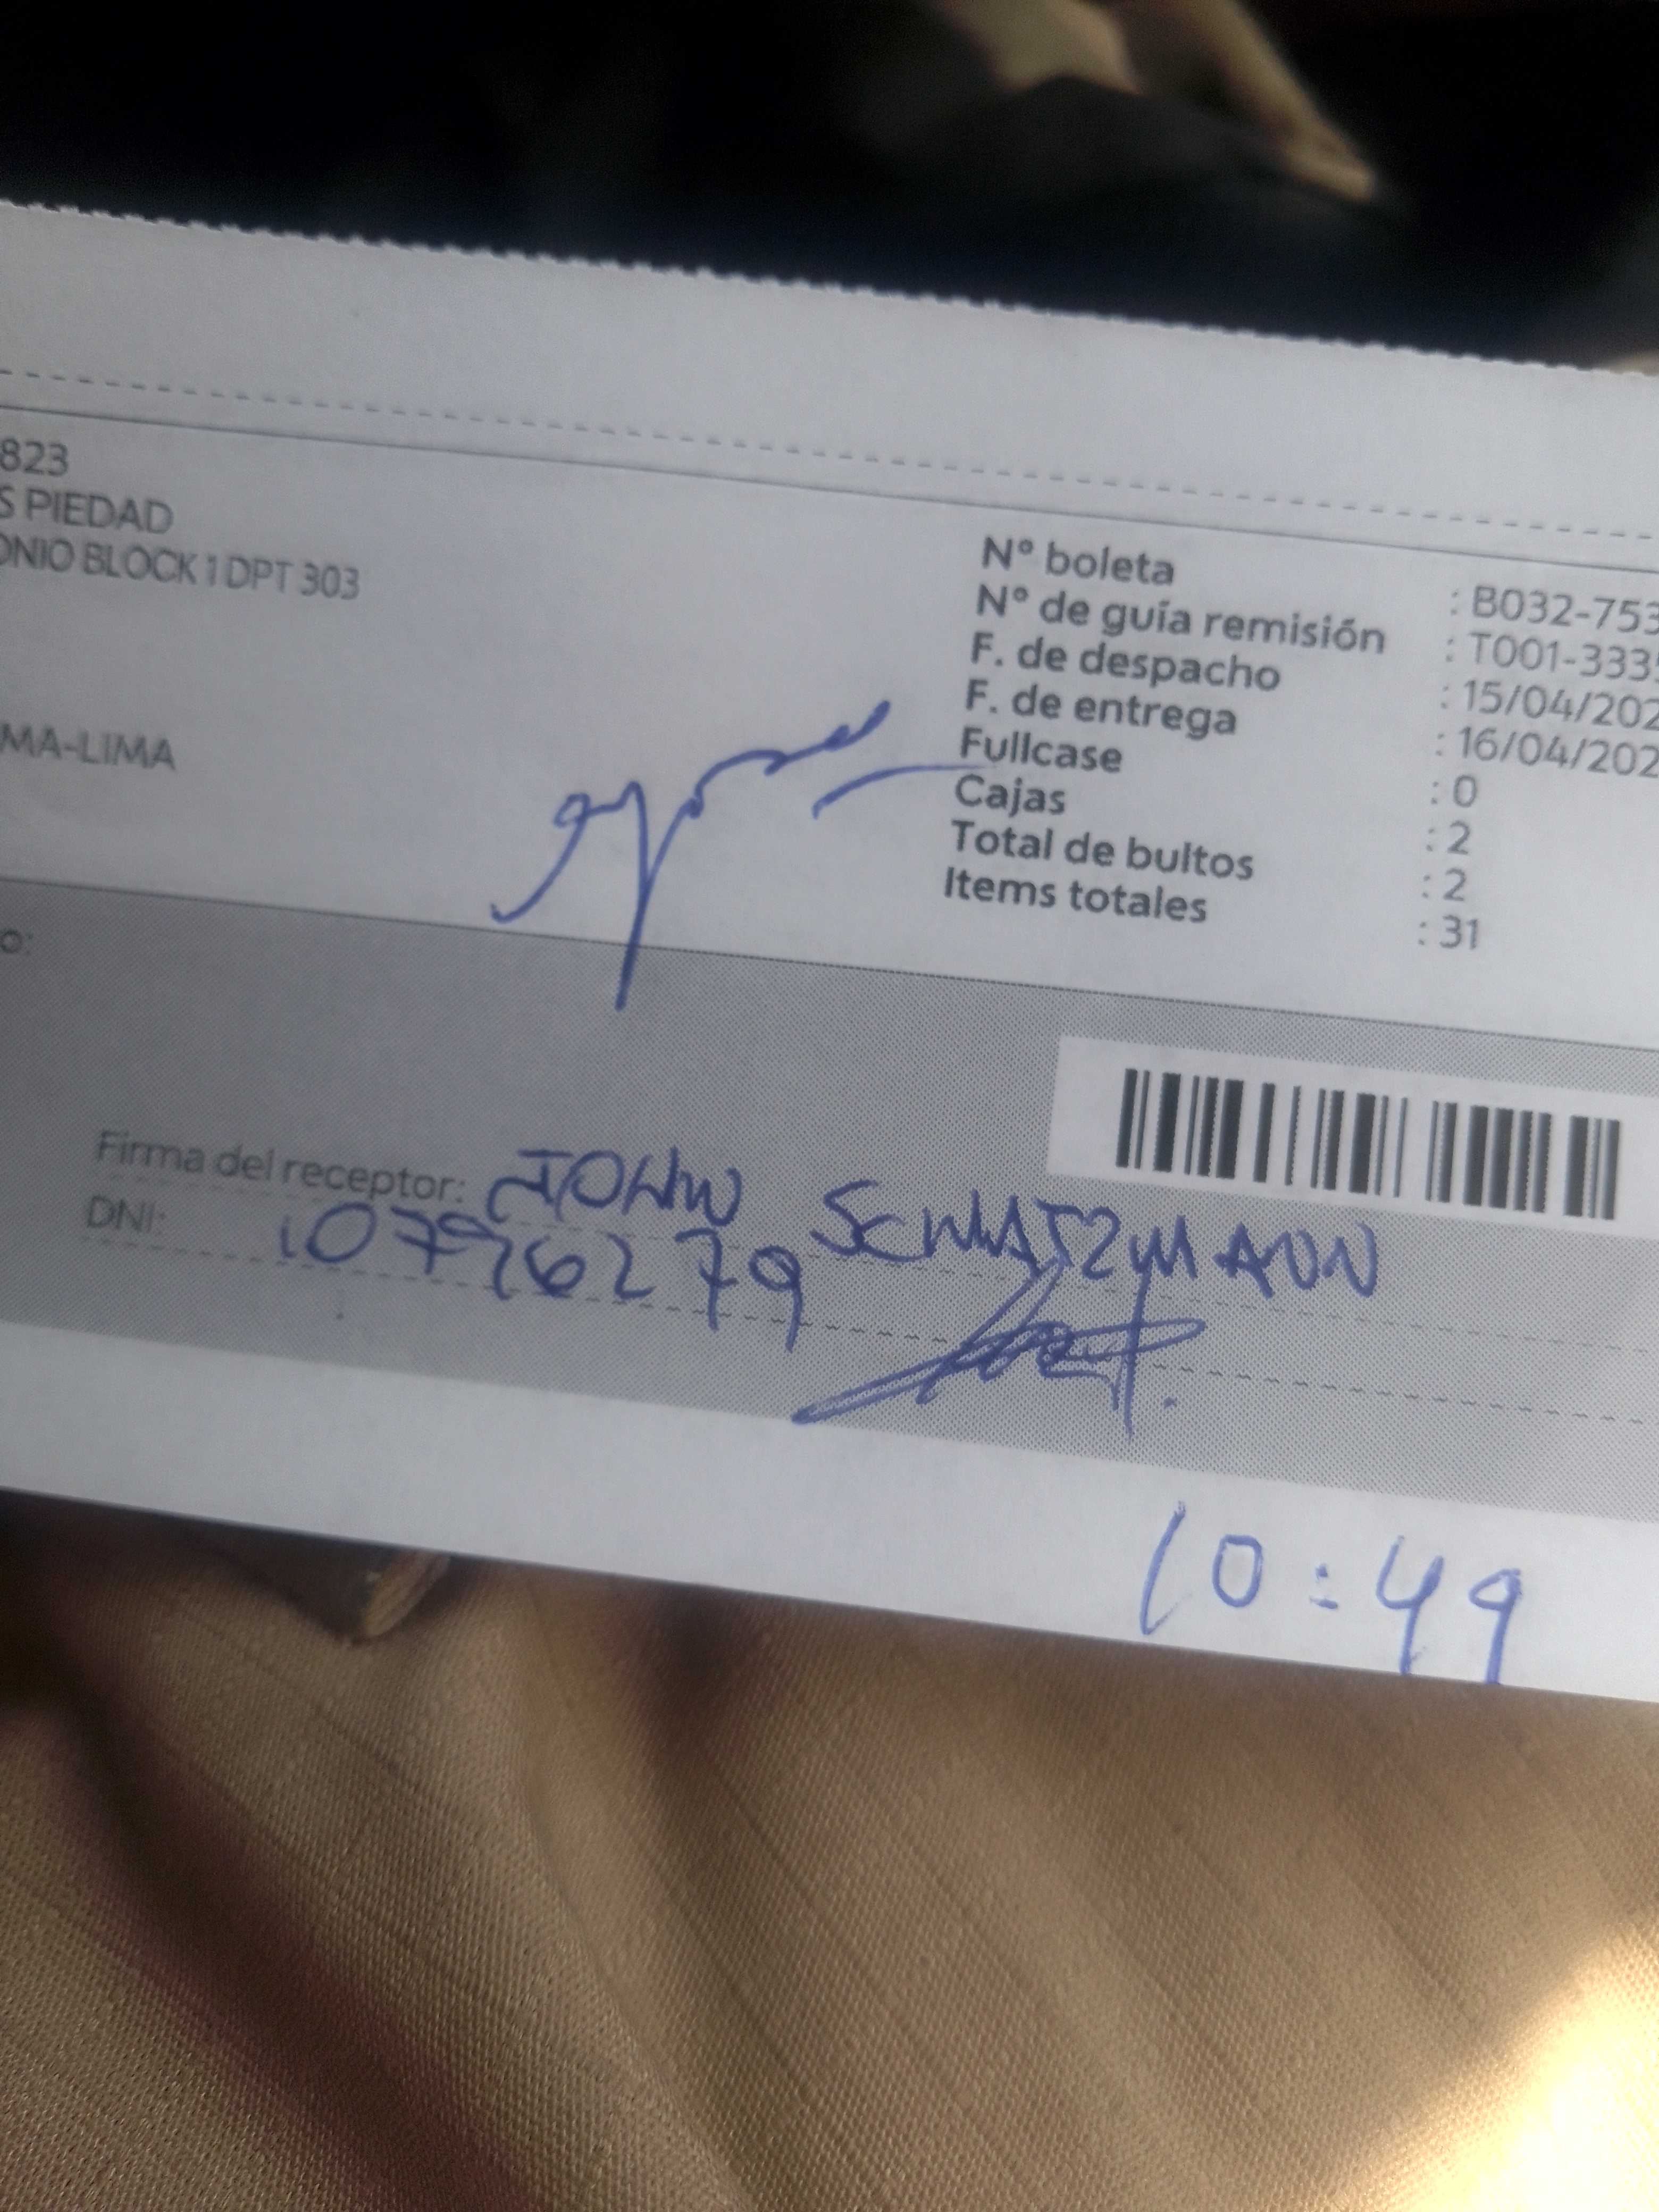 823
S PIEDAD
ONIO BLOCK 1 DPT 303
MA-LIMA
Nº boleta : B032-753
Nº de guía remisión : T001-333
F. de despacho : 15/04/202
F. de entrega : 16/04/202
Fullcase : 0
Cajas : 2
Total de bultos : 2
Items totales : 31
o:
Firma del receptor: JOHN
DNI: 10796279
10:49